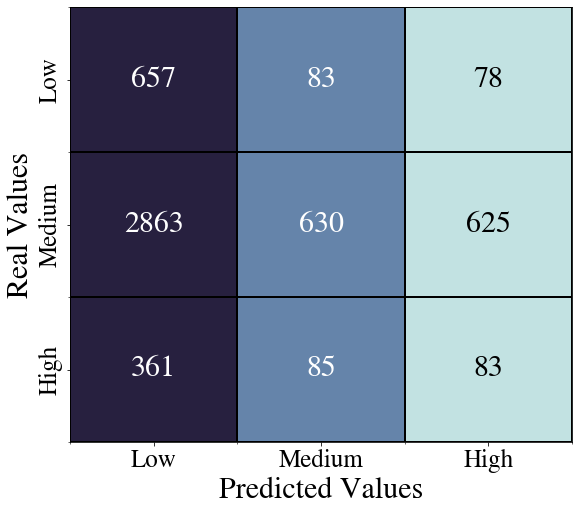 Real Values
Low
657 83 78
Medium
2863 630 625
High
361 85 83
Low Medium High
Predicted Values